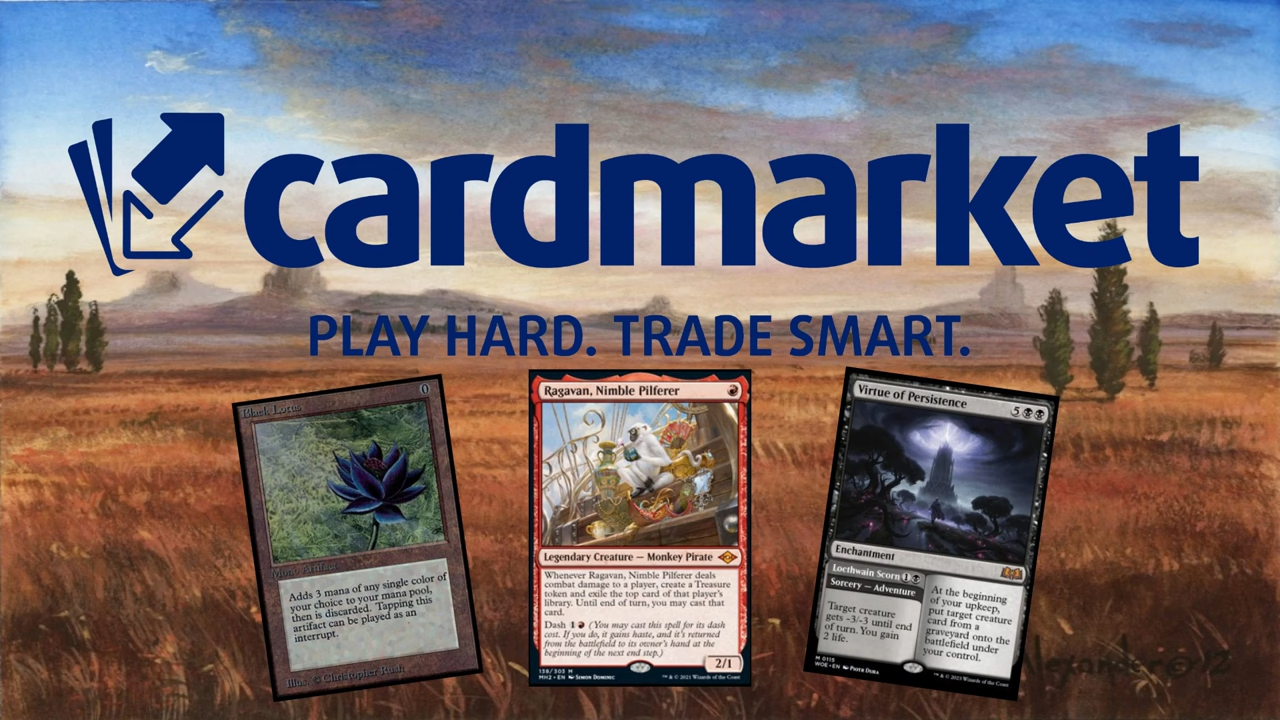 cardmarket
PLAY HARD. TRADE SMART.
Black Lotus
0
Mono Artifact
Adds 3 mana of any single color of
your choice to your mana pool,
then is discarded. Tapping this
artifact can be played as an
interrupt.
Illus. © Christopher Rush
Ragavan, Nimble Pilferer
Legendary Creature — Monkey Pirate
Whenever Ragavan, Nimble Pilferer deals
combat damage to a player, create a Treasure
token and exile the top card of that player's
library. Until end of turn, you may cast that
card.
Dash 1 (You may cast this spell for its dash
cost. If you do, it gains haste, and it's returned
from the battlefield to its owner's hand at the
beginning of the next end step.)
2/1
138/303 M
MH2 • EN Simon Dominic
™ & © 2021 Wizards of the Coast
Virtue of Persistence
5
Enchantment
Locthwain Scorn 1
Sorcery — Adventure
Target creature
gets -3/-3 until end
of turn. You gain
2 life.
At the beginning
of your upkeep,
put target creature
card from a
graveyard onto the
battlefield under
your control.
M 0115
WOE • EN Piotr Dura
™ & © 2023 Wizards of the Coast